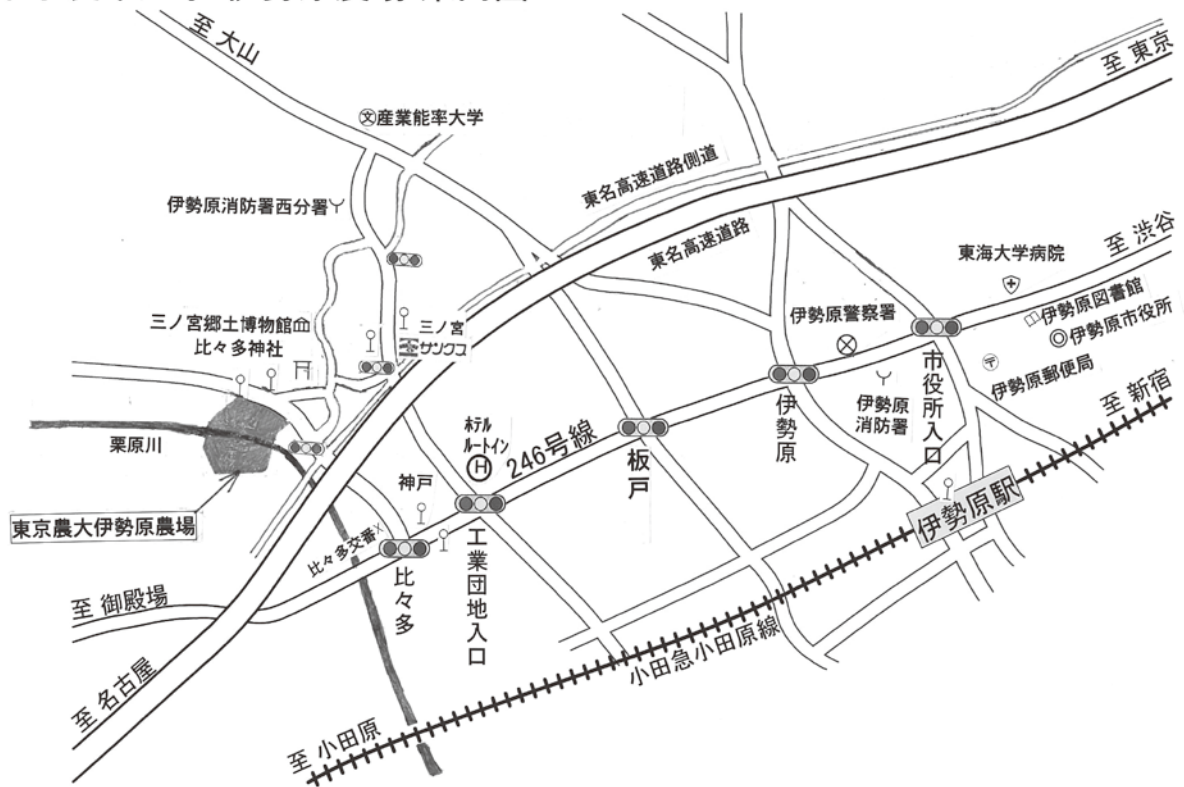 至 大山
至 東京
産業能率大学
東名高速道路側道
伊勢原消防署西分署
東名高速道路
至 渋谷
東海大学病院
伊勢原図書館
伊勢原警察署
伊勢原市役所
三ノ宮郷土博物館
比々多神社
三ノ宮
サンクス
市役所入口
伊勢原郵便局
至 新宿
伊勢原
伊勢原
消防署
ホテル
ルートイン
H
246号線
板戸
栗原川
神戸
伊勢原駅
東京農大伊勢原農場
比々多交番X
工業団地入口
比々多
至 御殿場
小田急小田原線
至 名古屋
至 小田原